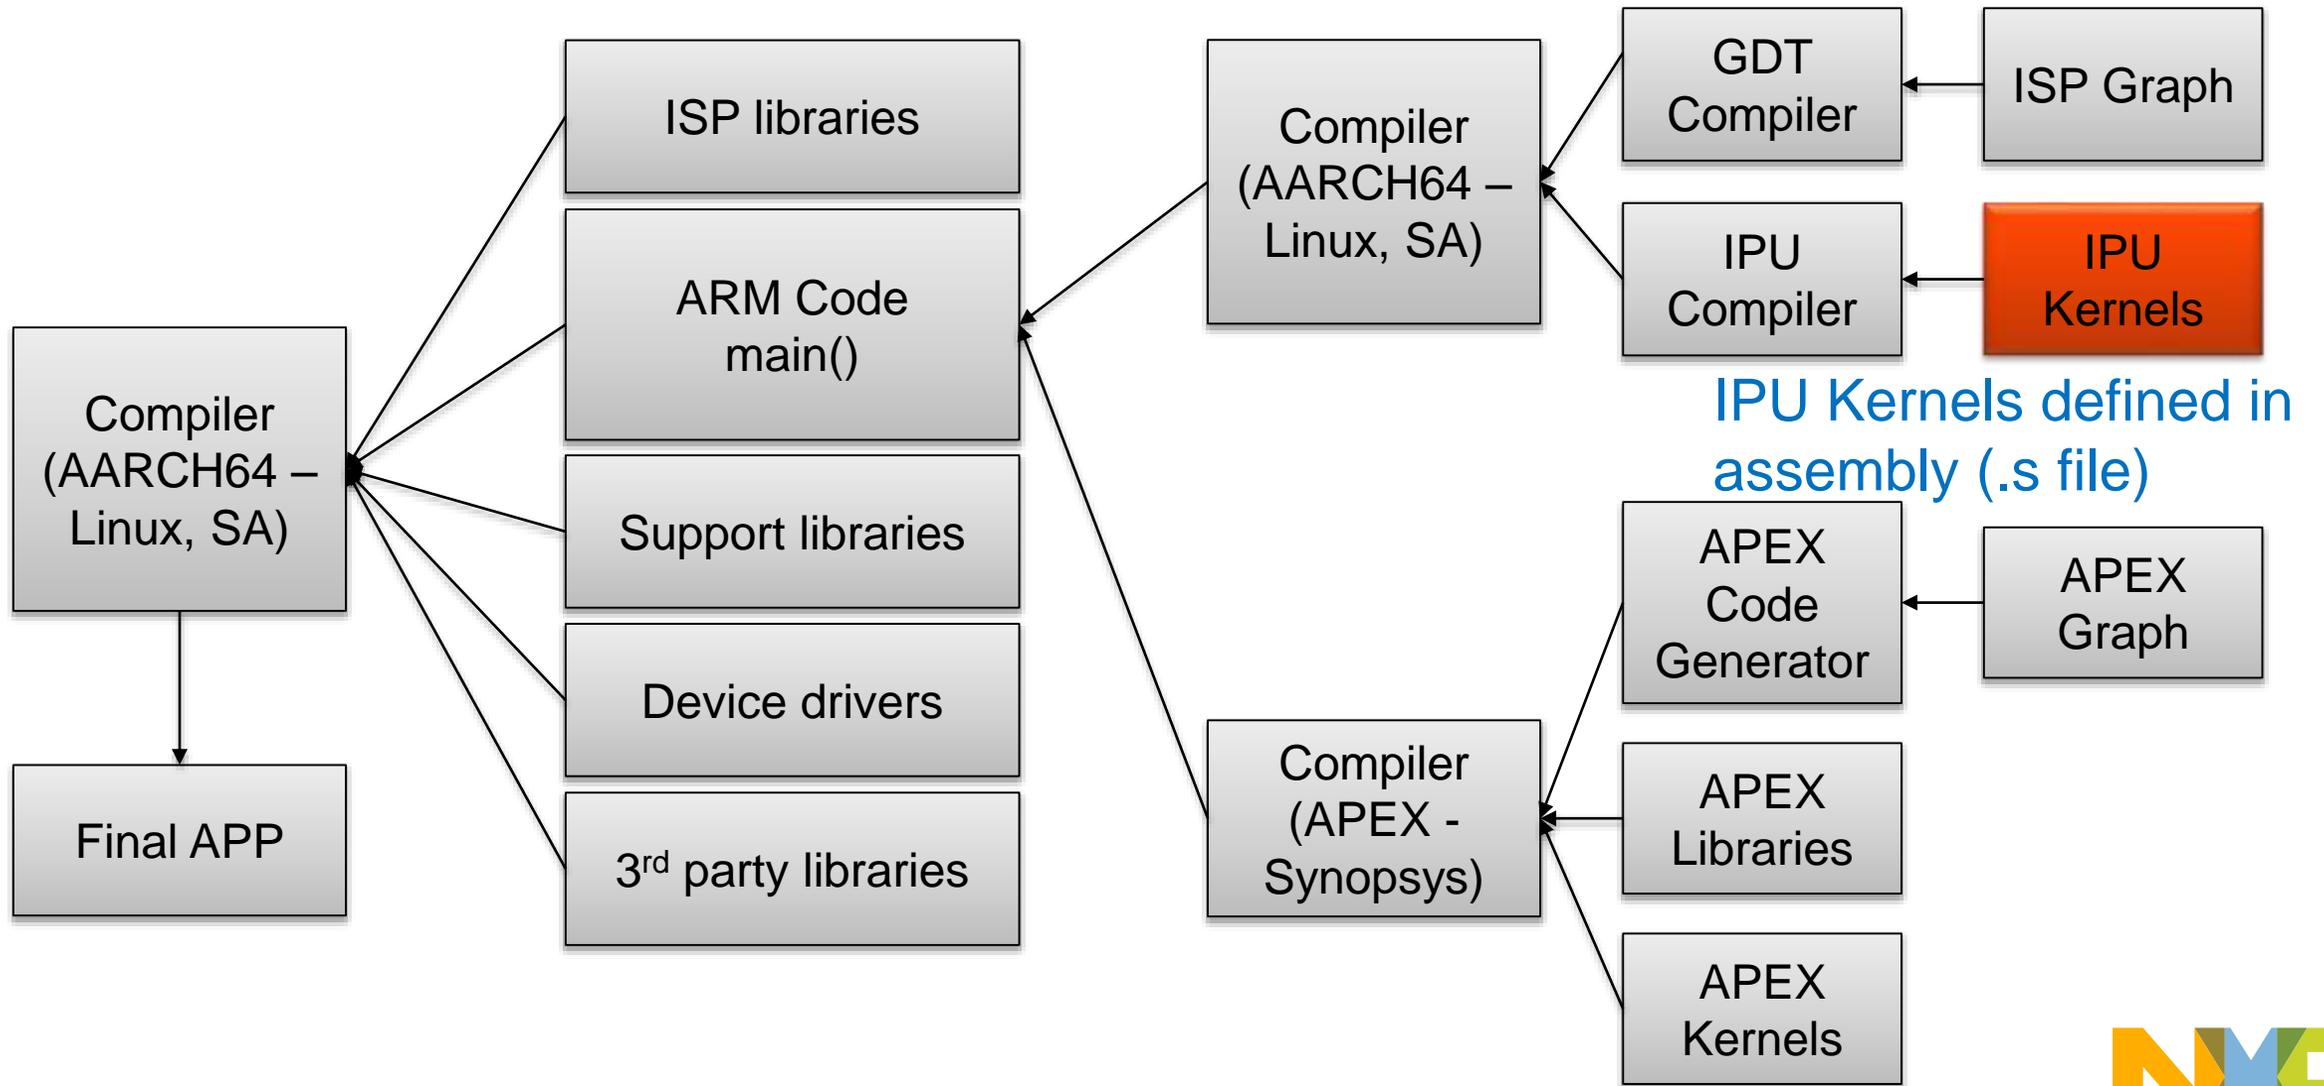 Compiler
(AARCH64 –
Linux, SA)
Final APP
ISP libraries
ARM Code
main()
Support libraries
Device drivers
3rd party libraries
Compiler
(AARCH64 –
Linux, SA)
Compiler
(APEX -
Synopsys)
GDT
Compiler
ISP Graph
IPU
Compiler
IPU
Kernels
IPU Kernels defined in
assembly (.s file)
APEX
Code
Generator
APEX
Graph
APEX
Libraries
APEX
Kernels